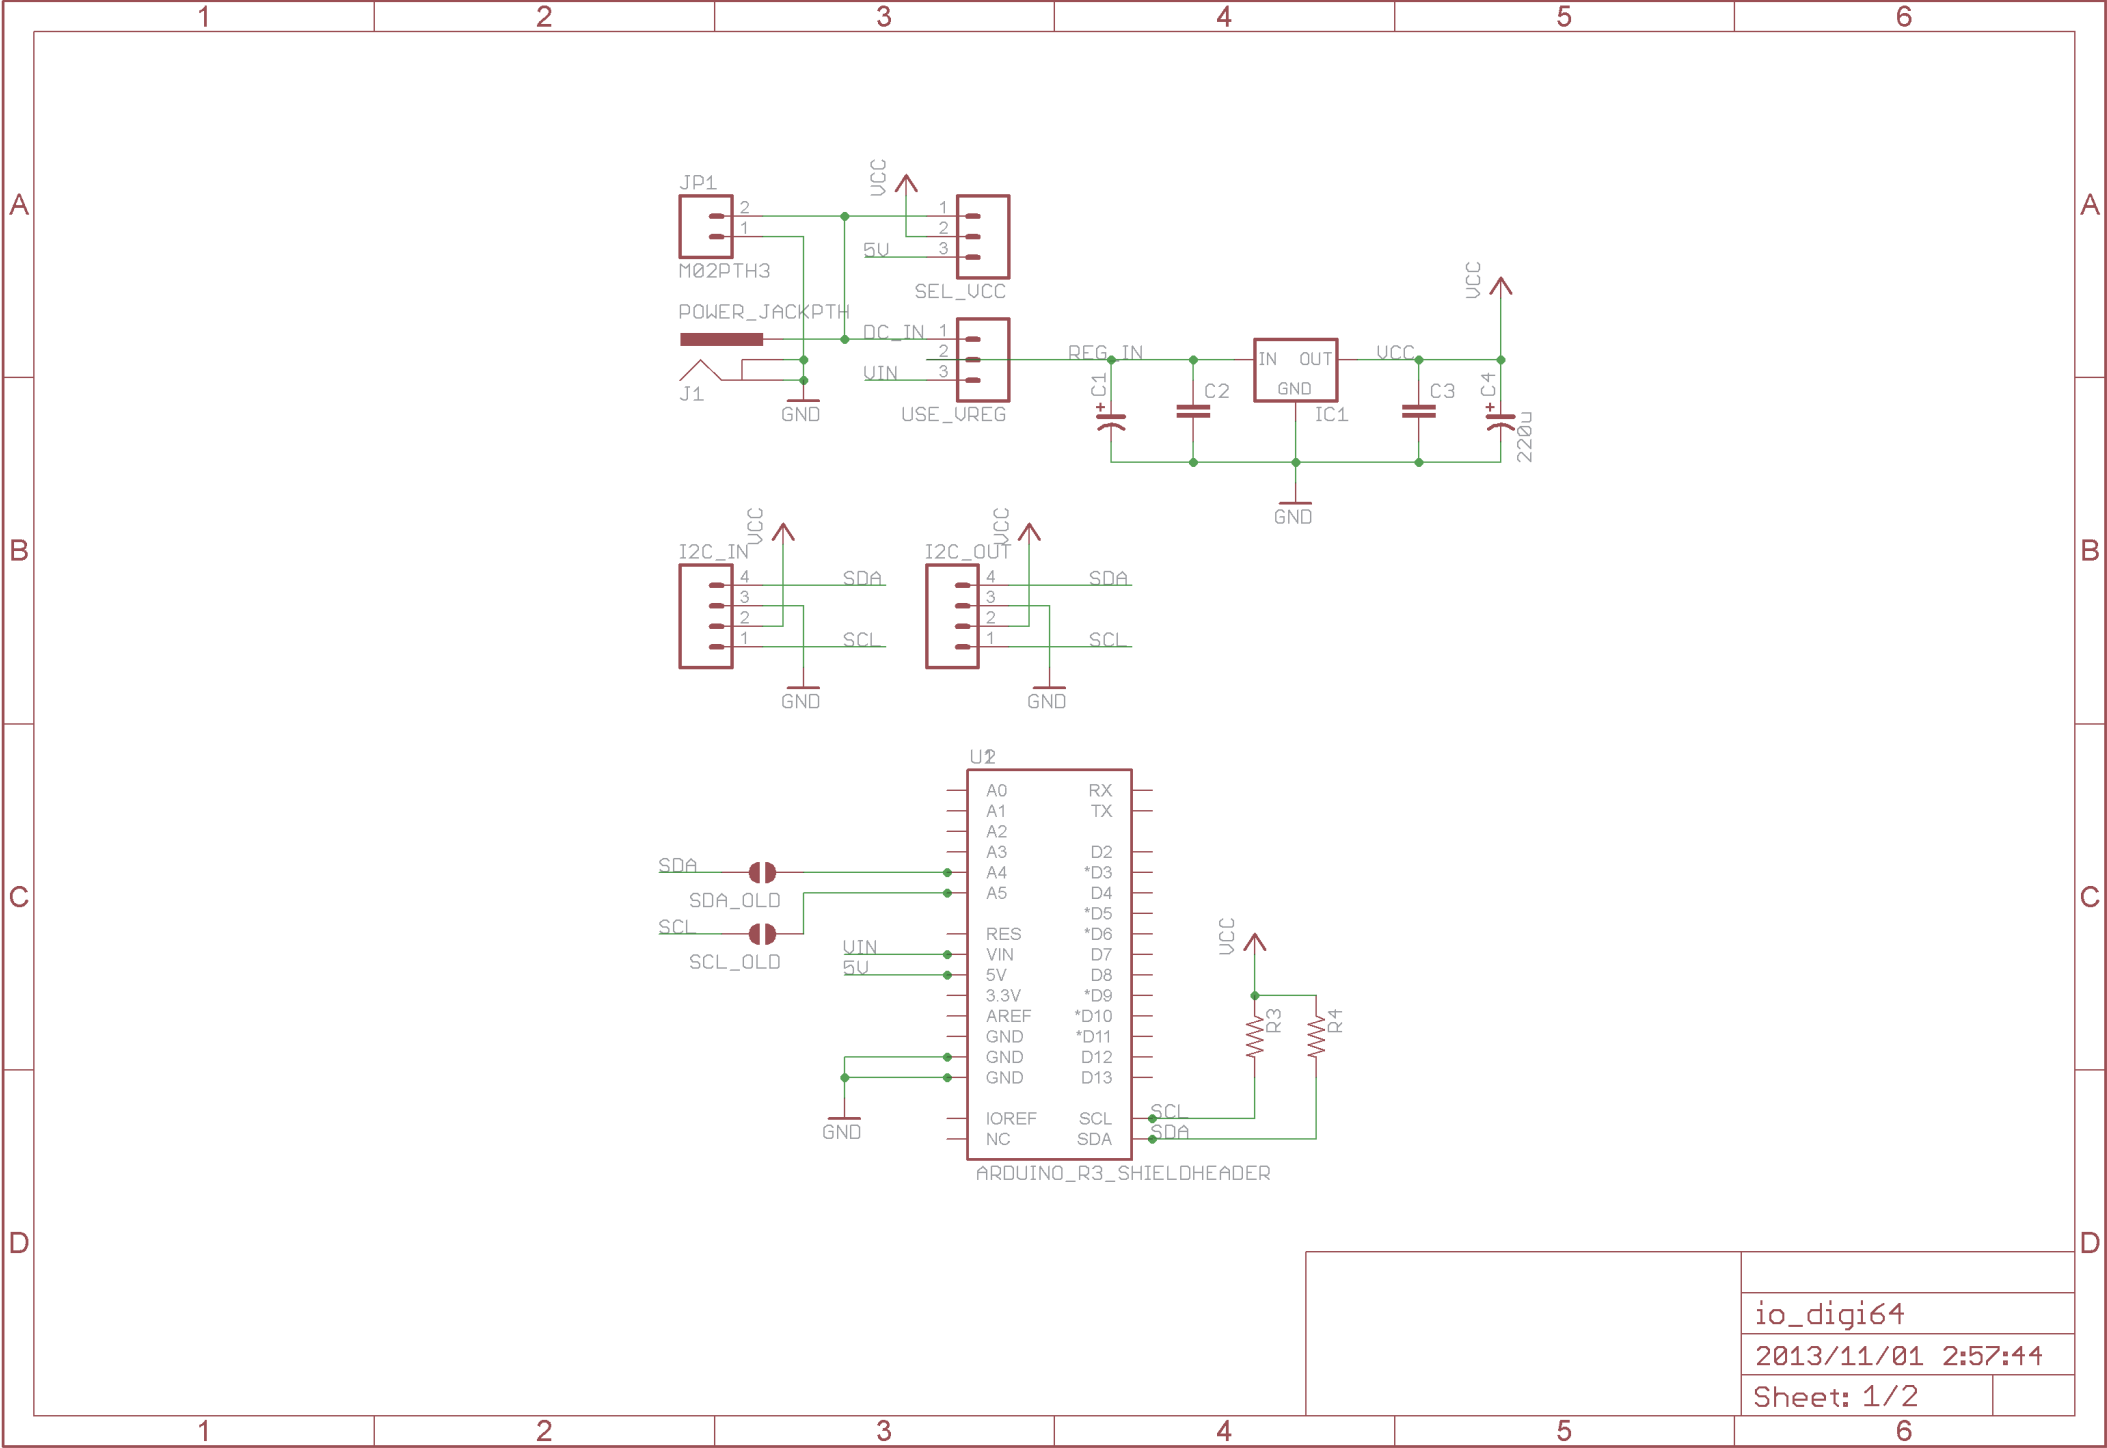 1 2 3 4 5 6
A A
JP1
2
1
M02PTH3
VCC
1
2
5V 3
SEL_VCC
POWER_JACKPTH
J1
GND
DC_IN 1
2
VIN 3
USE_VREG
REG_IN
C1
+
C2
IN OUT
GND
IC1
VCC
C3
VCC
C4
+
220u
GND
B B
I2C_IN
VCC
4 SDA
3
2
1 SCL
GND
I2C_OUT
VCC
4 SDA
3
2
1 SCL
GND
C C
SDA
SDA_OLD
SCL
SCL_OLD
VIN
5V
GND
A0 RX
A1 TX
A2
A3 D2
A4 *D3
A5 D4
*D5
RES *D6
VIN D7
5V D8
3.3V *D9
AREF *D10
GND *D11
GND D12
GND D13
IOREF SCL
NC SDA
SCL
SDA
ARDUINO_R3_SHIELDHEADER
VCC
R3
R4
D D
io_digi64
2013/11/01 2:57:44
Sheet: 1/2
1 2 3 4 5 6